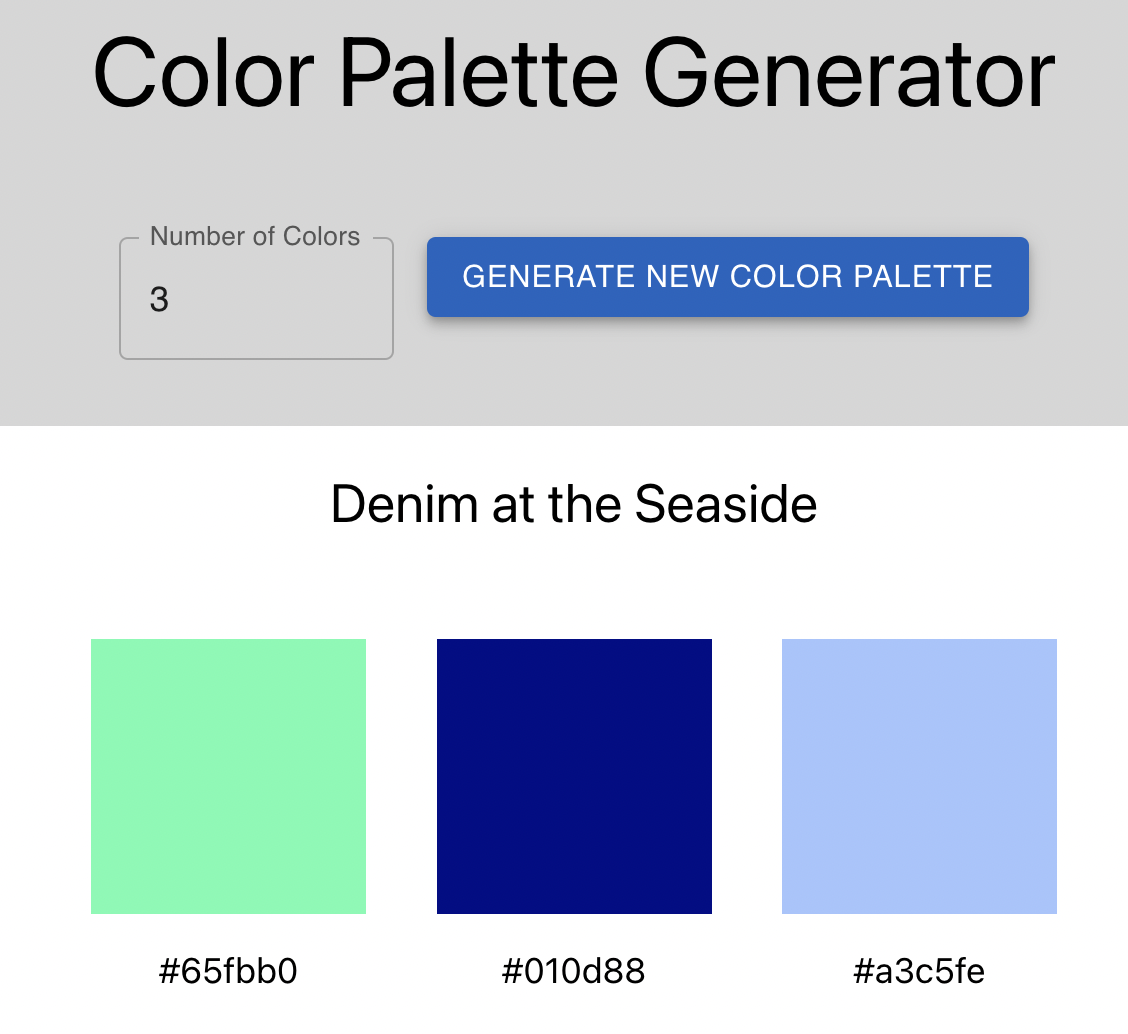 Color Palette Generator
Number of Colors
3
GENERATE NEW COLOR PALETTE
Denim at the Seaside
#65fbb0
#010d88
#a3c5fe